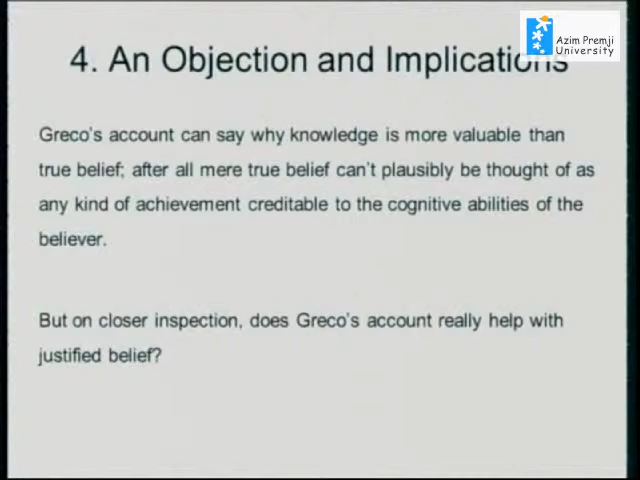 Azim Premji
University
4. An Objection and Implications
Greco's account can say why knowledge is more valuable than
true belief; after all mere true belief can't plausibly be thought of as
any kind of achievement creditable to the cognitive abilities of the
believer.
But on closer inspection, does Greco's account really help with
justified belief?